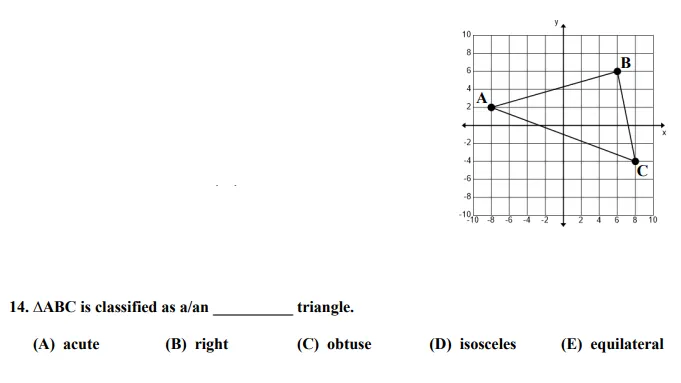 y
10
8
6
4
2
-2
-4
-6
-8
-10
A
B
C
x
-10 -8 -6 -4 -2 2 4 6 8 10
14. ΔABC is classified as a/an __________ triangle.
(A) acute (B) right (C) obtuse (D) isosceles (E) equilateral